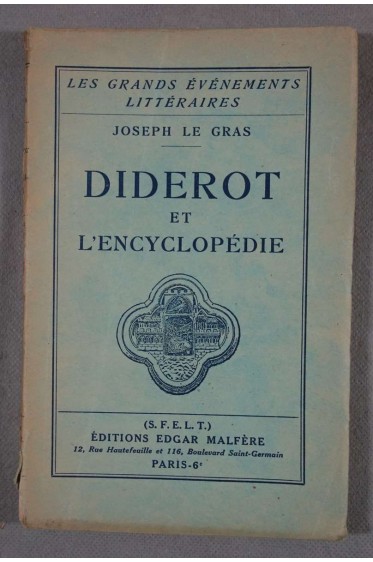 LES GRANDS ÉVÉNEMENTS
LITTÉRAIRES
JOSEPH LE GRAS
DIDEROT
ET
L'ENCYCLOPÉDIE
(S. F. E. L. T.)
ÉDITIONS EDGAR MALFÈRE
12, Rue Hautefeuille et 116, Boulevard Saint-Germain
PARIS-6ᵉ